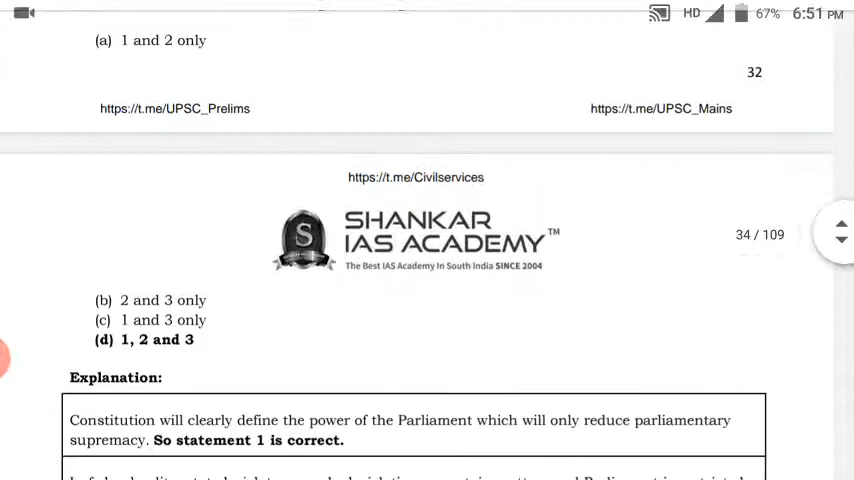 HD 67% 6:51 PM
(a) 1 and 2 only
32
https://t.me/UPSC_Prelims https://t.me/UPSC_Mains
https://t.me/Civilservices
S
SHANKAR
IAS ACADEMY™
The Best IAS Academy In South India SINCE 2004
34 / 109
(b) 2 and 3 only
(c) 1 and 3 only
(d) 1, 2 and 3
Explanation:
Constitution will clearly define the power of the Parliament which will only reduce parliamentary
supremacy. So statement 1 is correct.